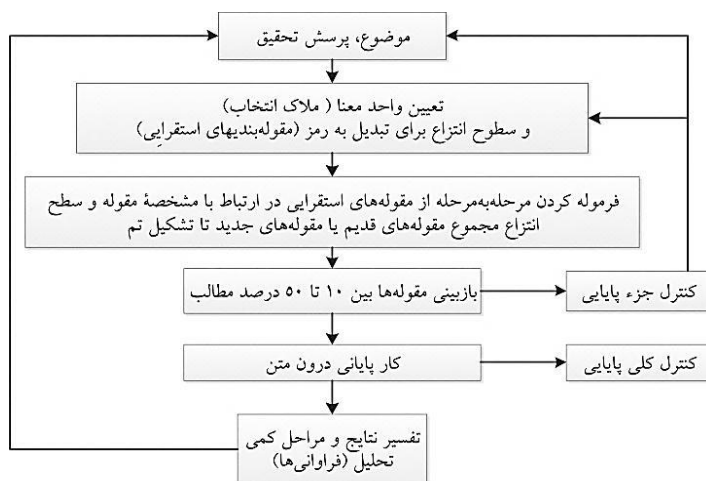 موضوع، پرسش تحقیق
تعیین واحد معنا ( ملاک انتخاب)
و سطوح انتزاع برای تبدیل به رمز (مقوله‌بندیهای استقرایِی)
فرموله کردن مرحله‌به‌مرحله از مقوله‌های استقرایی در ارتباط با مشخصهٔ مقوله و سطح
انتزاع مجموع مقوله‌های قدیم یا مقوله‌های جدید تا تشکیل تم
بازبینی مقوله‌ها بین ۱۰ تا ۵۰ درصد مطالب
کنترل جزء پایایی
کار پایانی درون متن
کنترل کلی پایایی
تفسیر نتایج و مراحل کمی
تحلیل (فراوانی‌ها)